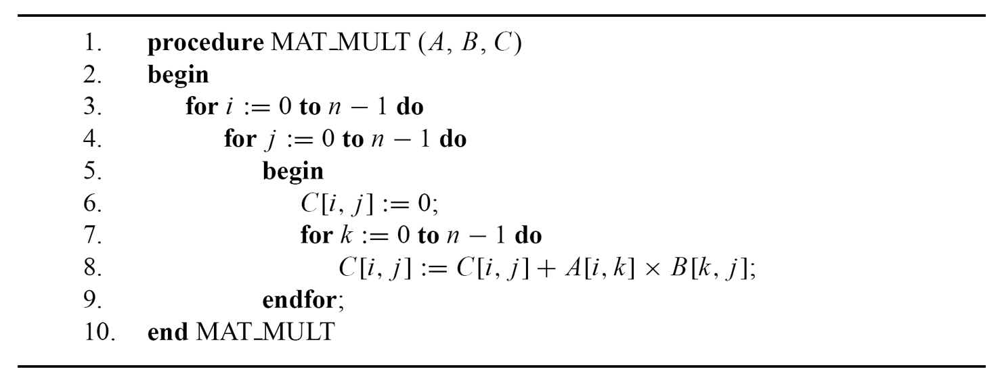 1. procedure MAT_MULT (A, B, C)
2. begin
3. for i := 0 to n − 1 do
4. for j := 0 to n − 1 do
5. begin
6. C[i, j] := 0;
7. for k := 0 to n − 1 do
8. C[i, j] := C[i, j] + A[i, k] × B[k, j];
9. endfor;
10. end MAT_MULT